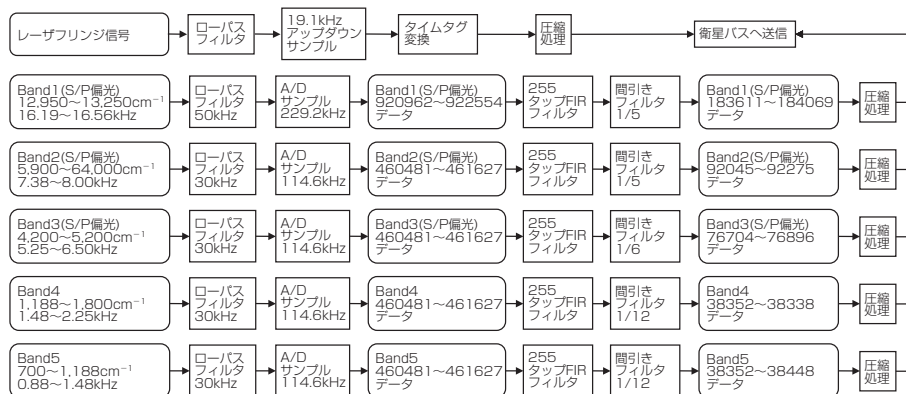 レーザフリンジ信号
ローパス
フィルタ
19.1kHz
アップダウン
サンプル
タイムタグ
変換
圧縮
処理
衛星バスへ送信
Band1(S/P偏光)
12,950～13,250cm⁻¹
16.19～16.56kHz
ローパス
フィルタ
50kHz
A/D
サンプル
229.2kHz
Band1(S/P偏光)
920962～922554
データ
255
タップFIR
フィルタ
間引き
フィルタ
1/5
Band1(S/P偏光)
183611～184069
データ
圧縮
処理
Band2(S/P偏光)
5,900～64,000cm⁻¹
7.38～8.00kHz
ローパス
フィルタ
30kHz
A/D
サンプル
114.6kHz
Band2(S/P偏光)
460481～461627
データ
255
タップFIR
フィルタ
間引き
フィルタ
1/5
Band2(S/P偏光)
92045～92275
データ
圧縮
処理
Band3(S/P偏光)
4,200～5,200cm⁻¹
5.25～6.50kHz
ローパス
フィルタ
30kHz
A/D
サンプル
114.6kHz
Band3(S/P偏光)
460481～461627
データ
255
タップFIR
フィルタ
間引き
フィルタ
1/6
Band3(S/P偏光)
76704～76896
データ
圧縮
処理
Band4
1,188～1,800cm⁻¹
1.48～2.25kHz
ローパス
フィルタ
30kHz
A/D
サンプル
114.6kHz
Band4
460481～461627
データ
255
タップFIR
フィルタ
間引き
フィルタ
1/12
Band4
38352～38338
データ
圧縮
処理
Band5
700～1,188cm⁻¹
0.88～1.48kHz
ローパス
フィルタ
30kHz
A/D
サンプル
114.6kHz
Band5
460481～461627
データ
255
タップFIR
フィルタ
間引き
フィルタ
1/12
Band5
38352～38448
データ
圧縮
処理